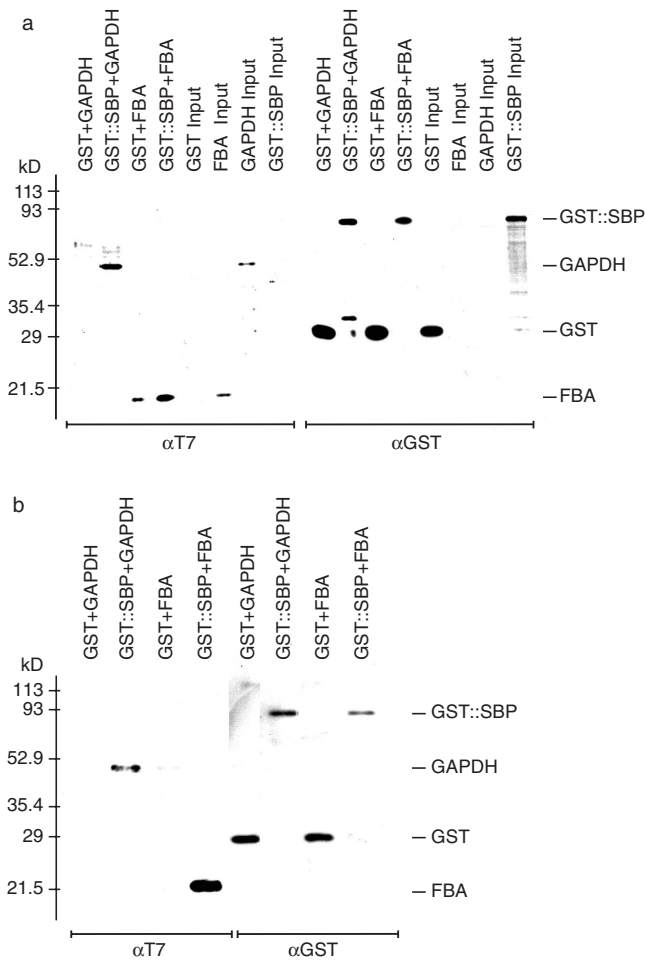 a
GST+GAPDH
GST::SBP+GAPDH
GST+FBA
GST::SBP+FBA
GST Input
FBA Input
GAPDH Input
GST::SBP Input
GST+GAPDH
GST::SBP+GAPDH
GST+FBA
GST::SBP+FBA
GST Input
FBA Input
GAPDH Input
GST::SBP Input
kD
113
93
52.9
35.4
29
21.5
GST::SBP
GAPDH
GST
FBA
αT7
αGST
b
GST+GAPDH
GST::SBP+GAPDH
GST+FBA
GST::SBP+FBA
GST+GAPDH
GST::SBP+GAPDH
GST+FBA
GST::SBP+FBA
kD
113
93
52.9
35.4
29
21.5
GST::SBP
GAPDH
GST
FBA
αT7
αGST